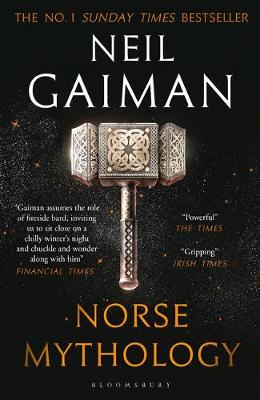 THE NO.1 SUNDAY TIMES BESTSELLER
NEIL
GAIMAN
"Gaiman assumes the role
of fireside bard, inviting
us to sit close on a
chilly winter's night
and chuckle and wonder
along with him"
FINANCIAL TIMES
"Powerful"
THE TIMES
"Gripping"
IRISH TIMES
NORSE
MYTHOLOGY
BLOOMSBURY